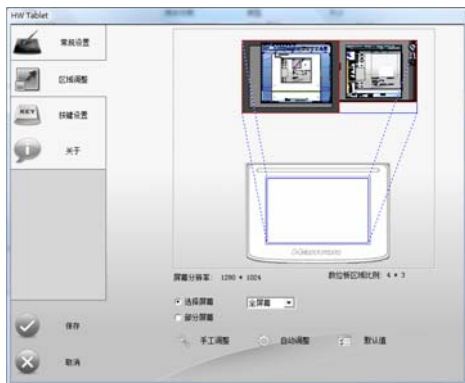 HW Tablet
常规设置
区域调整
KEY
按键设置
关于
屏幕分辨率: 1280 * 1024
数位板区域比例: 4 * 3
选择屏幕
全屏幕
部分屏幕
手工调整
自动调整
默认值
保存
取消